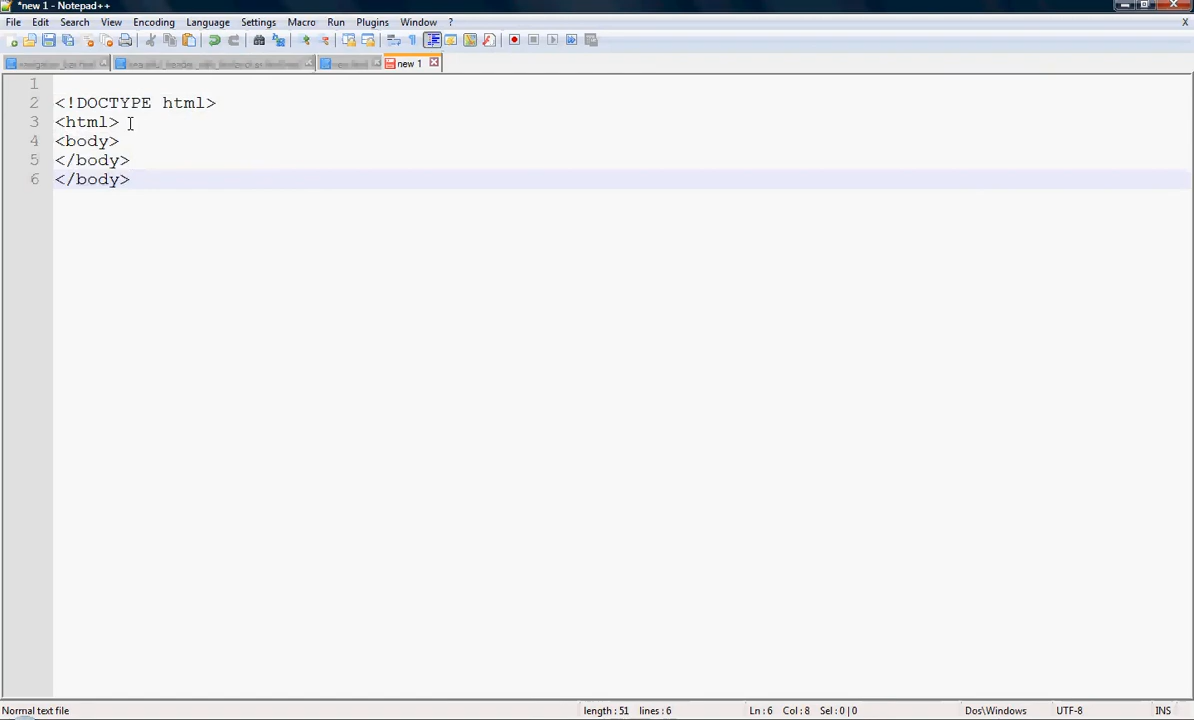 *new 1 - Notepad++
File Edit Search View Encoding Language Settings Macro Run Plugins Window ? X
new 1
1
2 <!DOCTYPE html>
3 <html>
4 <body>
5 </body>
6 </body>
Normal text file length : 51 lines : 6 Ln : 6 Col : 8 Sel : 0 | 0 Dos\Windows UTF-8 INS